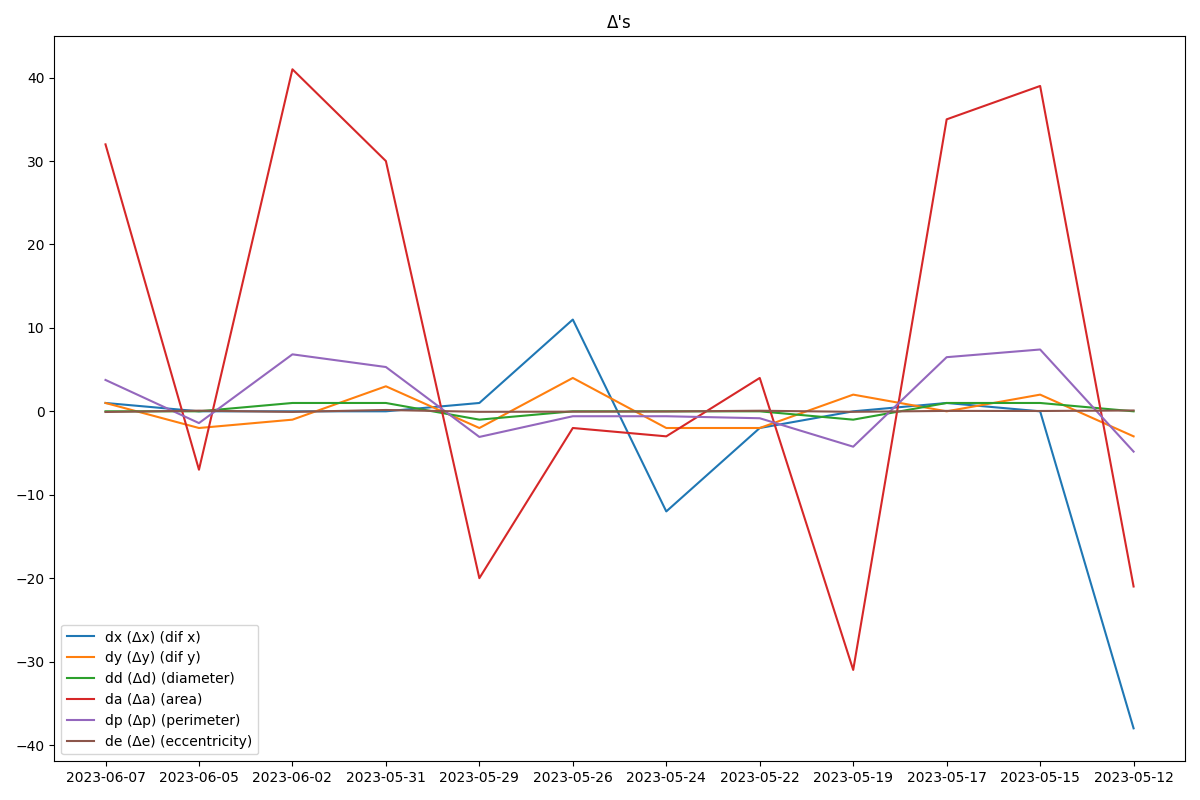 Δ's
40
30
20
10
0
−10
−20
−30
−40
dx (Δx) (dif x)
dy (Δy) (dif y)
dd (Δd) (diameter)
da (Δa) (area)
dp (Δp) (perimeter)
de (Δe) (eccentricity)
2023-06-07 2023-06-05 2023-06-02 2023-05-31 2023-05-29 2023-05-26 2023-05-24 2023-05-22 2023-05-19 2023-05-17 2023-05-15 2023-05-12